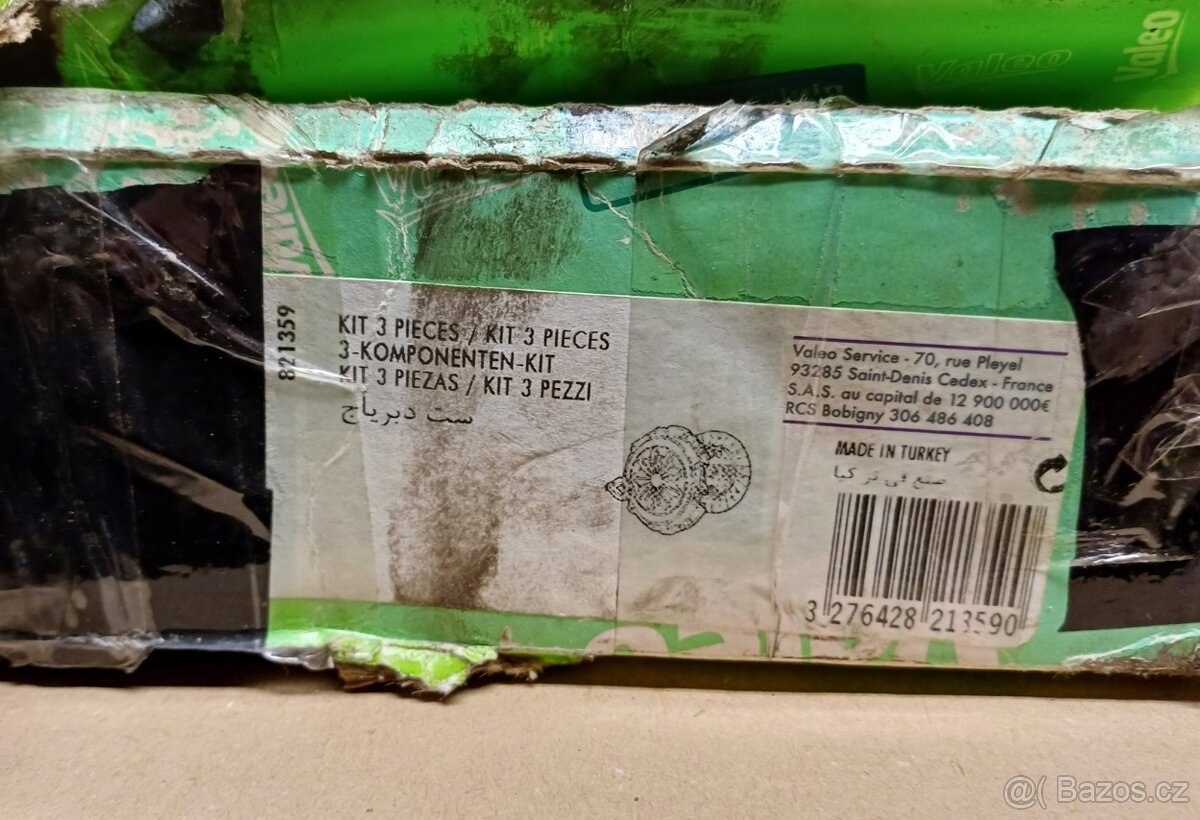 Valeo
Valeo
821359
KIT 3 PIECES / KIT 3 PIECES
3-KOMPONENTEN-KIT
KIT 3 PIEZAS / KIT 3 PEZZI
ست دبرياج
Valeo Service - 70, rue Pleyel
93285 Saint-Denis Cedex - France
S.A.S. au capital de 12 900 000€
RCS Bobigny 306 486 408
MADE IN TURKEY
صنع في تركيا
3 276428 213590
@( Bazos.cz